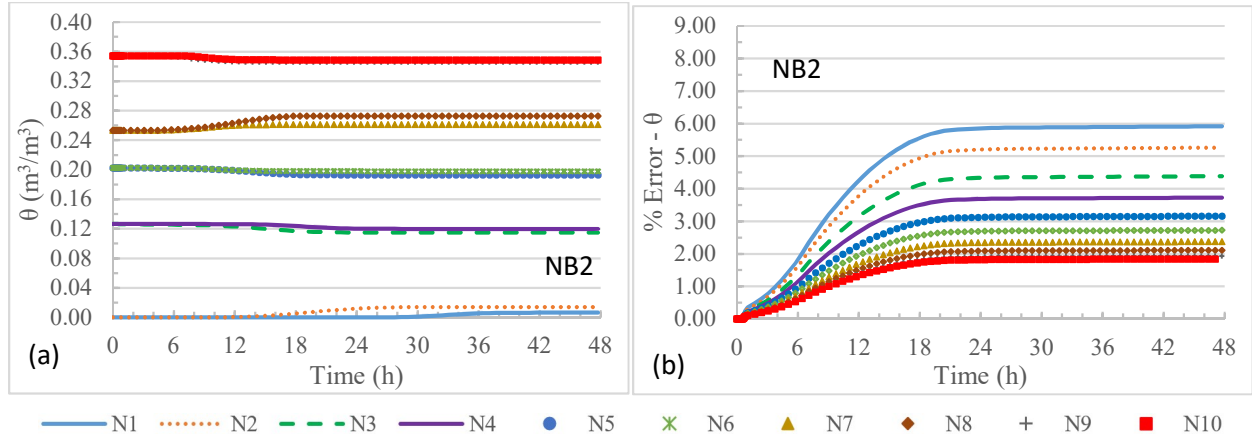 0.40
0.36
0.32
0.28
0.24
0.20
0.16
0.12
0.08
0.04
0.00
θ (m³/m³)
NB2
0 6 12 18 24 30 36 42 48
(a)
Time (h)
9.00
8.00
7.00
6.00
5.00
4.00
3.00
2.00
1.00
0.00
% Error - θ
NB2
0 6 12 18 24 30 36 42 48
(b)
Time (h)
N1 N2 N3 N4 N5 N6 N7 N8 N9 N10